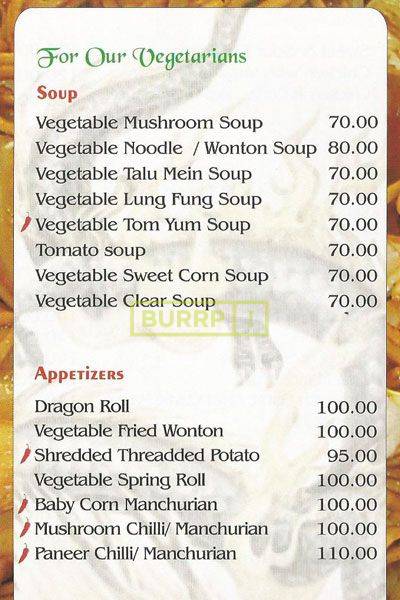 For Our Vegetarians
Soup
Vegetable Mushroom Soup 70.00
Vegetable Noodle / Wonton Soup 80.00
Vegetable Talu Mein Soup 70.00
Vegetable Lung Fung Soup 70.00
Vegetable Tom Yum Soup 70.00
Tomato soup 70.00
Vegetable Sweet Corn Soup 70.00
Vegetable Clear Soup 70.00
BURRP!
Appetizers
Dragon Roll 100.00
Vegetable Fried Wonton 100.00
Shredded Threadded Potato 95.00
Vegetable Spring Roll 100.00
Baby Corn Manchurian 100.00
Mushroom Chilli/ Manchurian 100.00
Paneer Chilli/ Manchurian 110.00